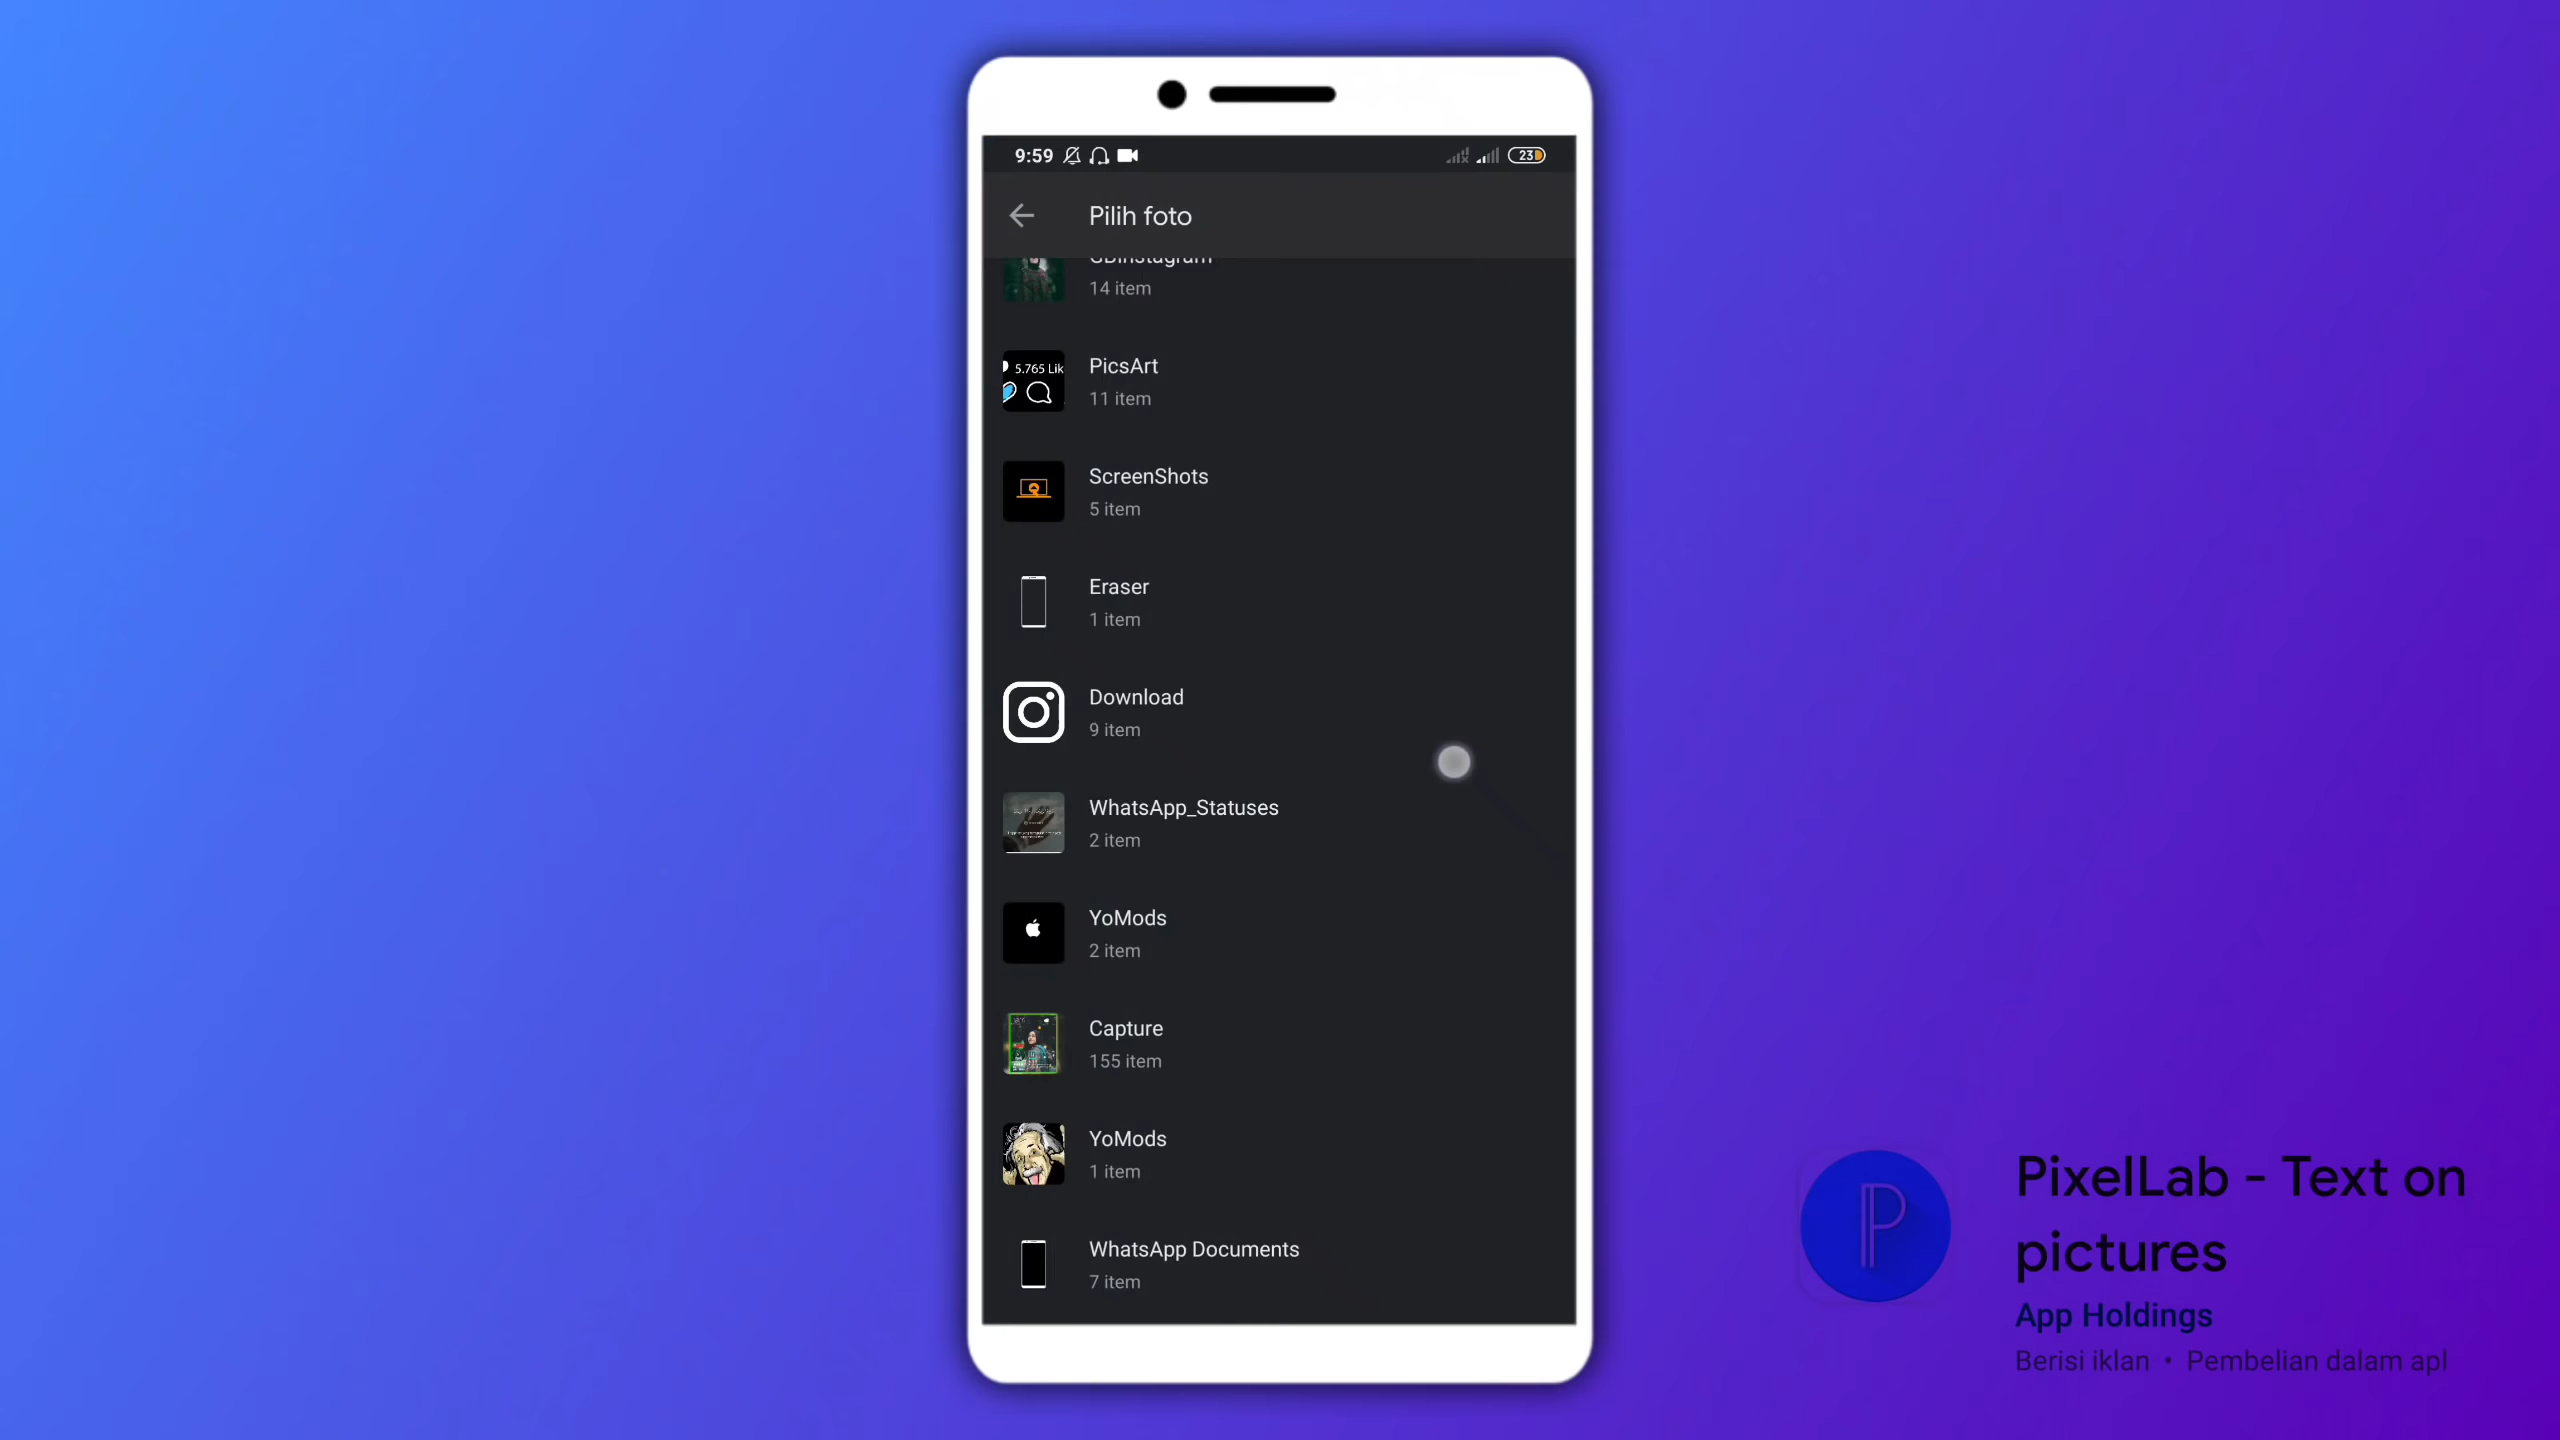 9:59
23
Pilih foto
GBInstagram
14 item
5.765 Lik
PicsArt
11 item
ScreenShots
5 item
Eraser
1 item
Download
9 item
WhatsApp_Statuses
2 item
YoMods
2 item
Capture
155 item
YoMods
1 item
WhatsApp Documents
7 item
PixelLab - Text on
pictures
App Holdings
Berisi iklan • Pembelian dalam apl